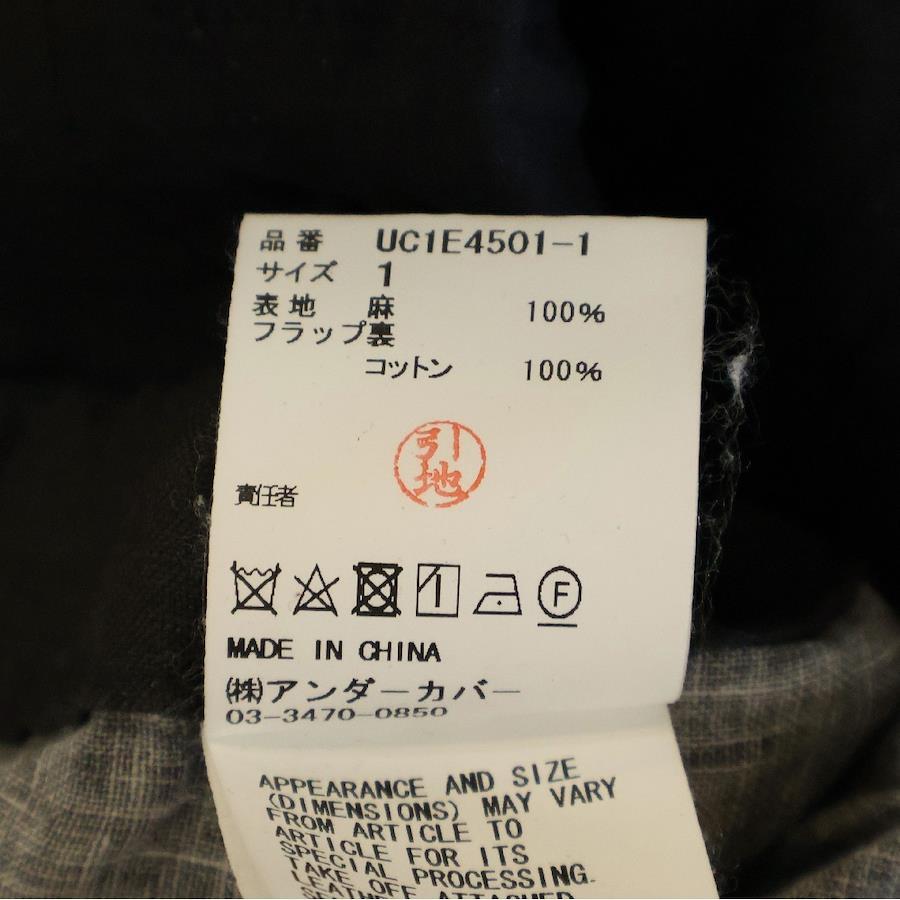 品番 UC1E4501-1
サイズ 1
表地 麻 100%
フラップ裏
コットン 100%
引地
責任者
F
MADE IN CHINA
㈱アンダーカバー
03-3470-0850
APPEARANCE AND SIZE
(DIMENSIONS) MAY VARY
FROM ARTICLE TO
ARTICLE FOR ITS
SPECIAL PROCESSING.
TAKE OFF ATTACHED
LEATHER